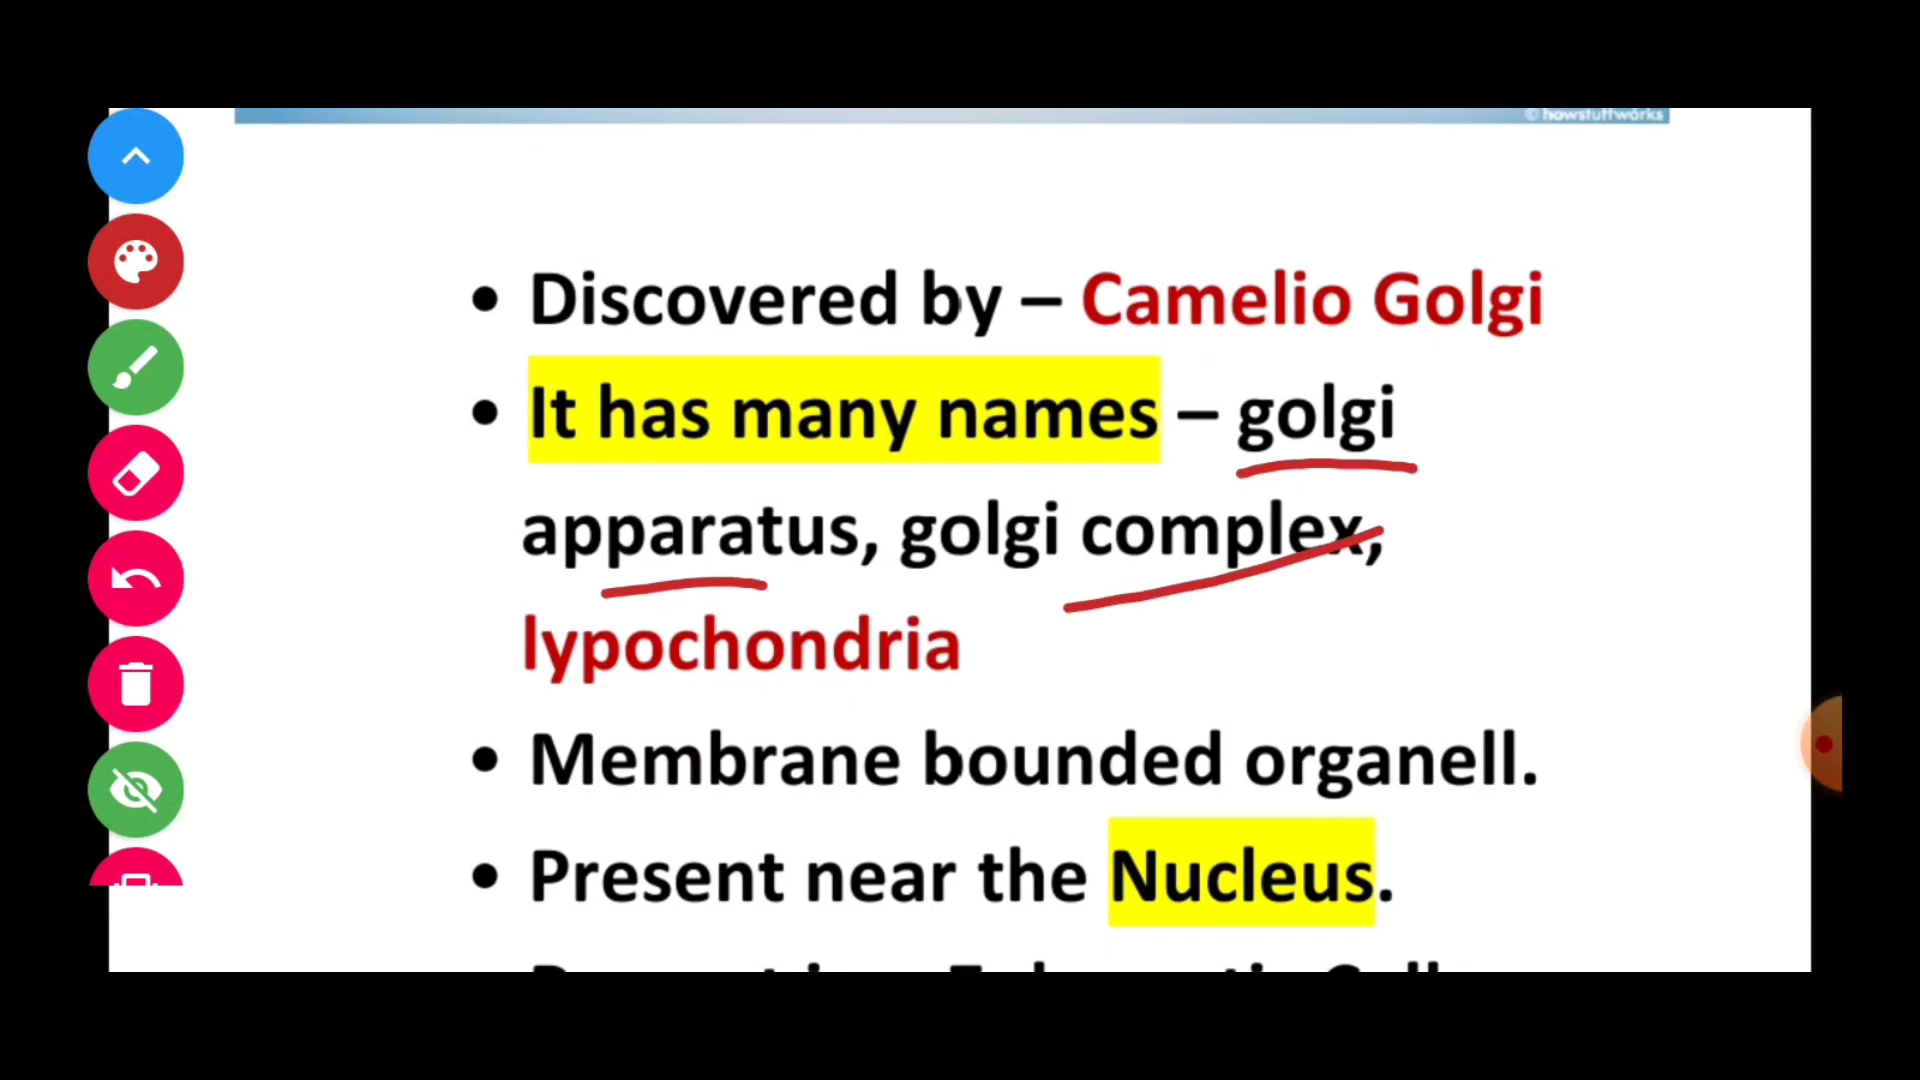 © howstuffworks
• Discovered by – Camelio Golgi
• It has many names – golgi
apparatus, golgi complex,
lypochondria
• Membrane bounded organell.
• Present near the Nucleus.